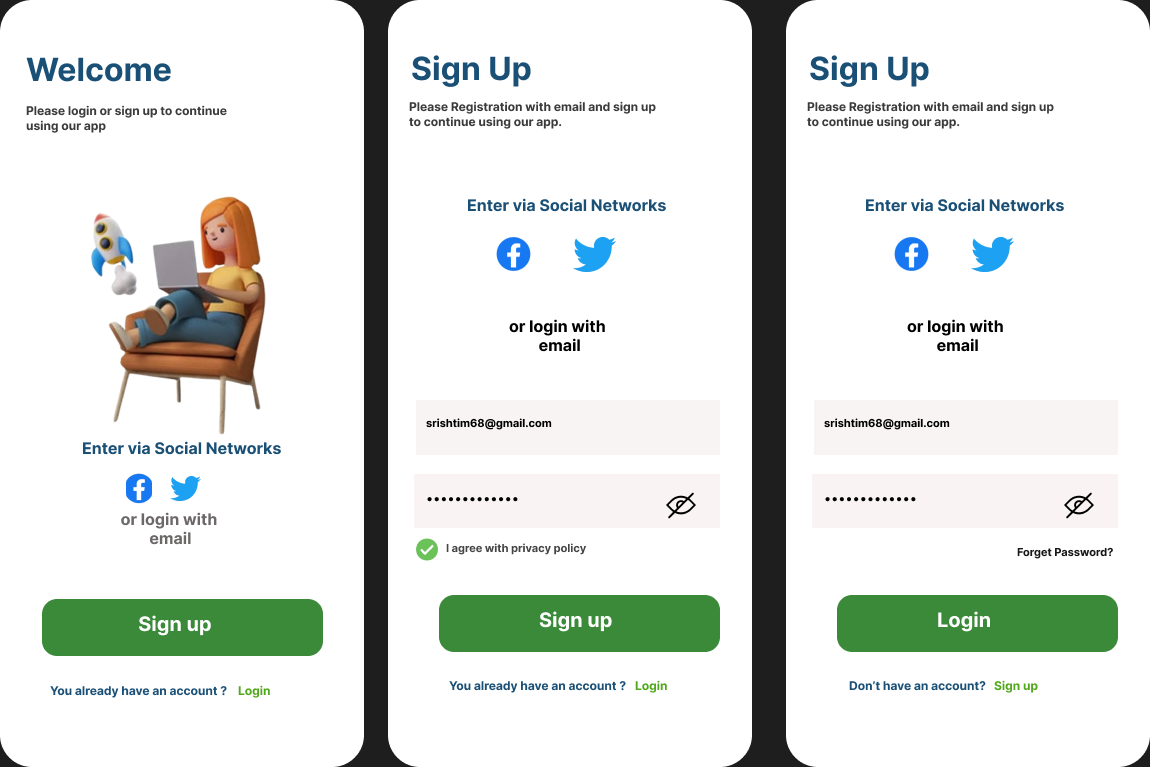 Welcome
Please login or sign up to continue
using our app
Enter via Social Networks
or login with
email
Sign up
You already have an account ? Login
Sign Up
Please Registration with email and sign up
to continue using our app.
Enter via Social Networks
or login with
email
srishtim68@gmail.com
•••••••••••••
I agree with privacy policy
Sign up
You already have an account ? Login
Sign Up
Please Registration with email and sign up
to continue using our app.
Enter via Social Networks
or login with
email
srishtim68@gmail.com
•••••••••••••
Forget Password?
Login
Don’t have an account? Sign up